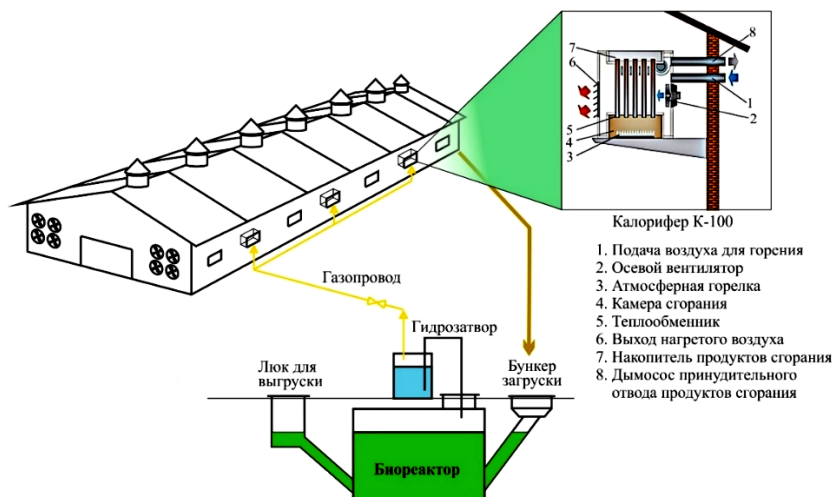 8
7
6
5
4
3
1
2
Калорифер К-100
1. Подача воздуха для горения
2. Осевой вентилятор
3. Атмосферная горелка
4. Камера сгорания
5. Теплообменник
6. Выход нагретого воздуха
7. Накопитель продуктов сгорания
8. Дымосос принудительного
отвода продуктов сгорания
Газопровод
Гидрозатвор
Люк для
выгруски
Бункер
загруски
Биореактор